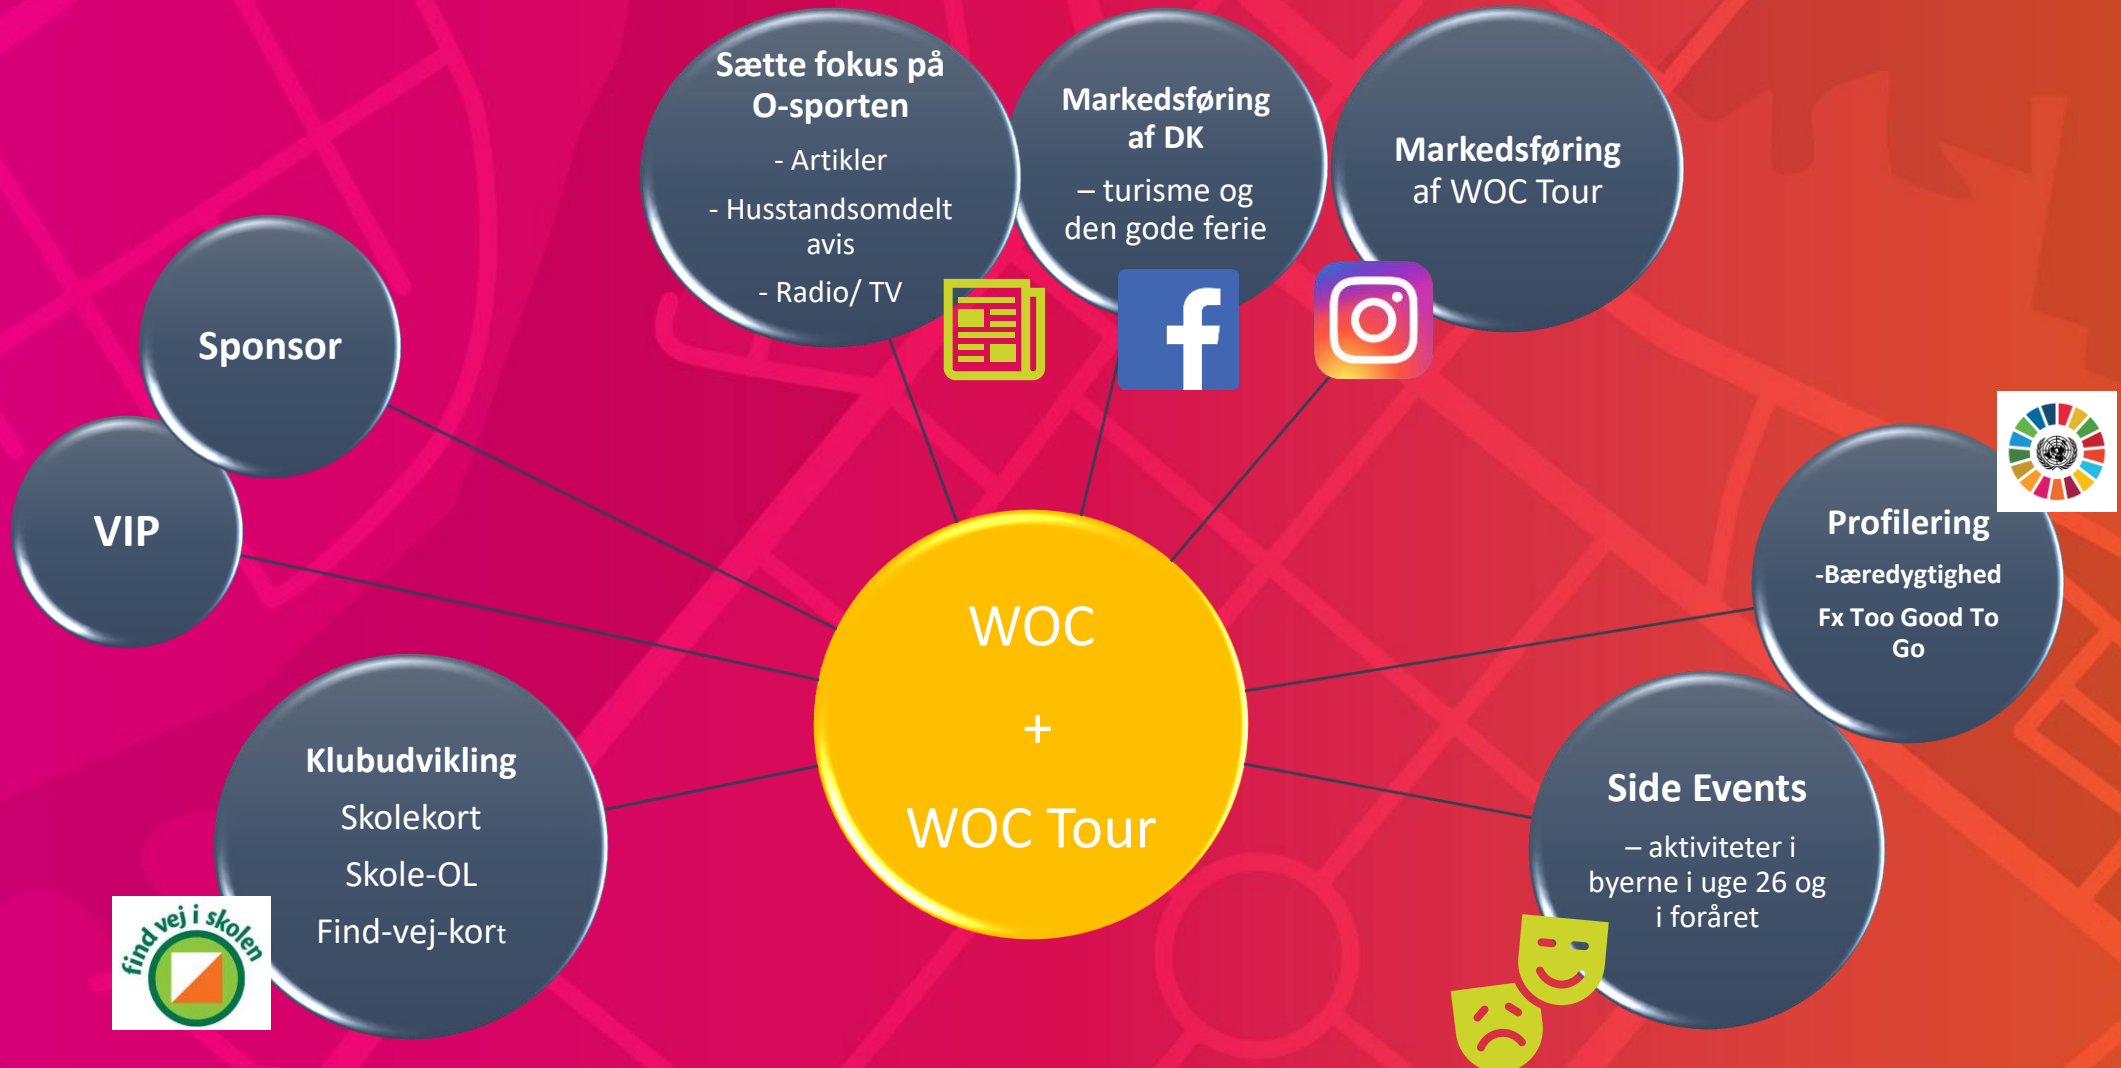 Sætte fokus på
O-sporten
- Artikler
- Husstandsomdelt
avis
- Radio/ TV
Markedsføring
af DK
– turisme og
den gode ferie
Markedsføring
af WOC Tour
Sponsor
VIP
Klubudvikling
Skolekort
Skole-OL
Find-vej-kort
find vej i skolen
WOC
+
WOC Tour
Profilering
-Bæredygtighed
Fx Too Good To
Go
Side Events
– aktiviteter i
byerne i uge 26 og
i foråret